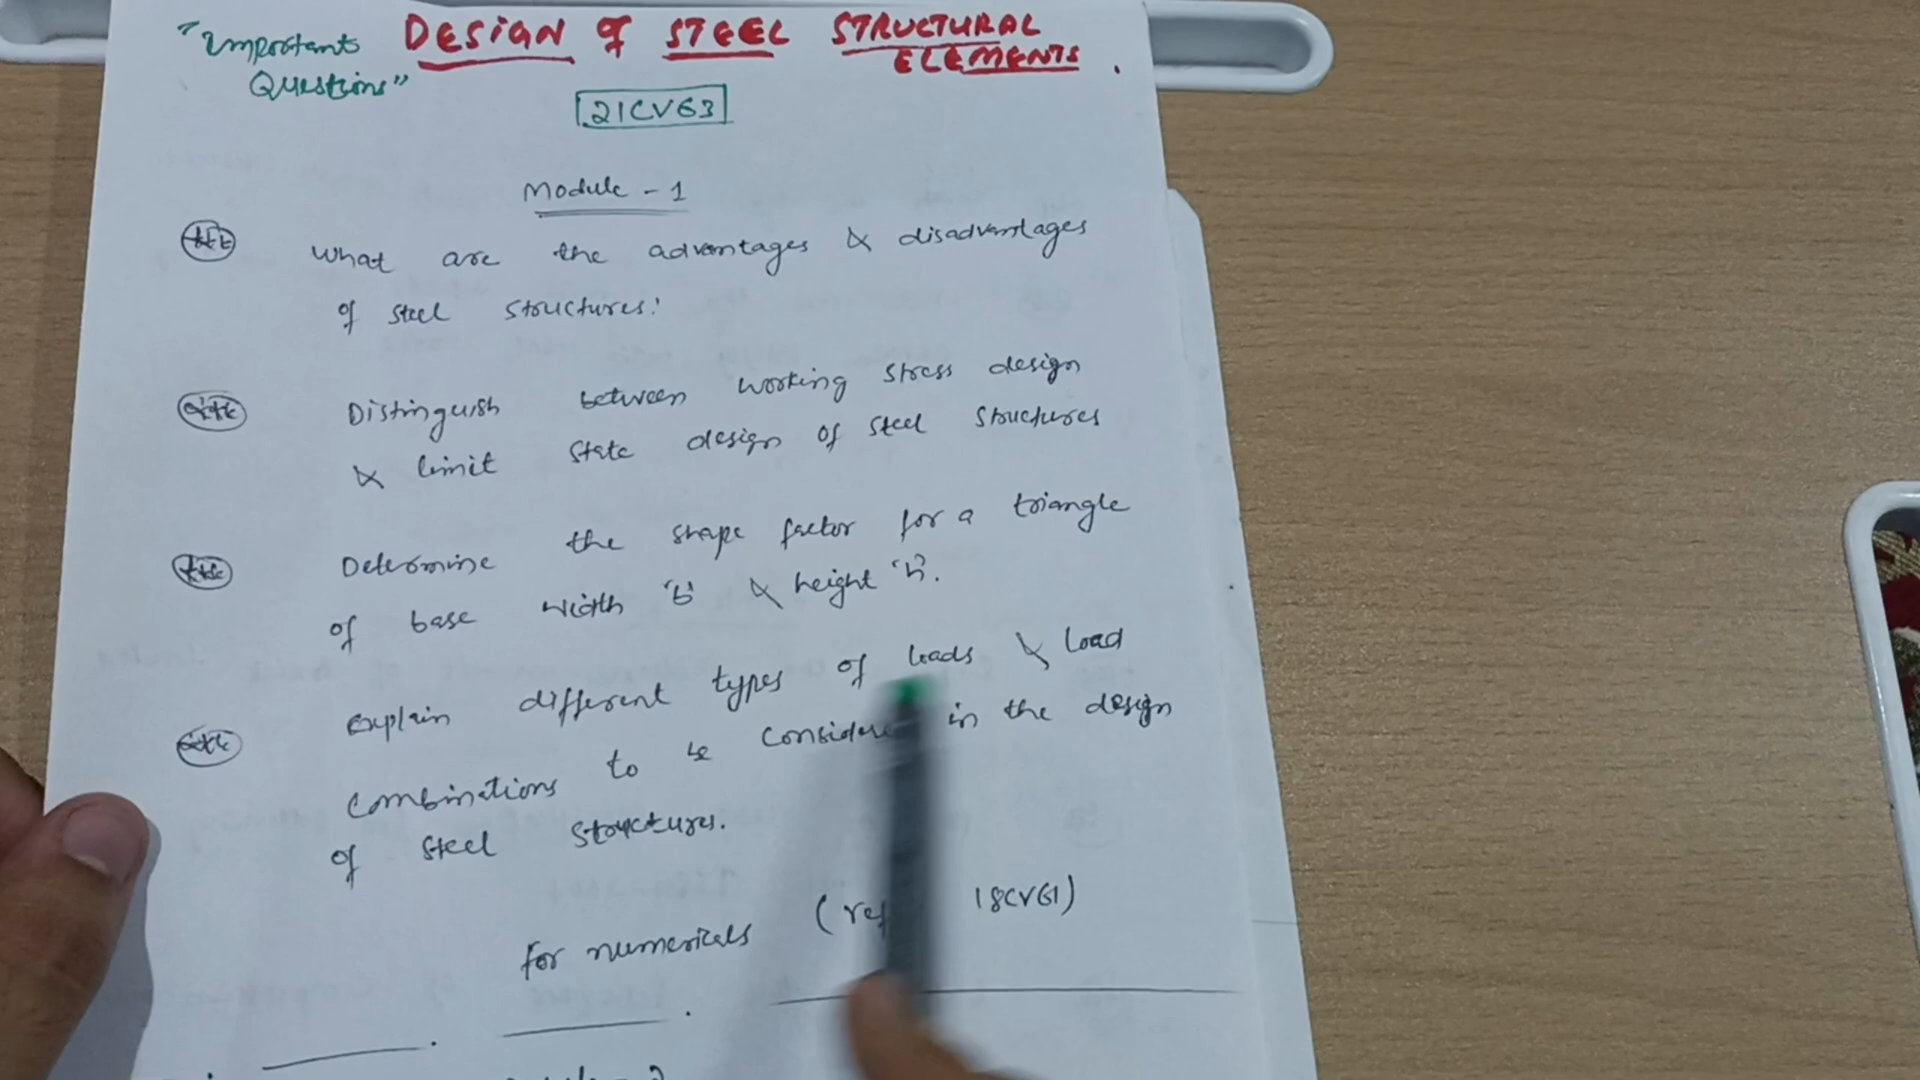 "Importants DESIGN of STEEL STRUCTURAL
Questions" ELEMENTS.
21CV63
Module - 1
What are the advantages & disadvantages
of steel structures:
Distinguish between working stress design
& limit state design of steel structures
Determine the shape factor for a triangle
of base width 'b' & height 'h'.
Explain different types of loads & load
combinations to be considered in the design
of steel structures.
for numericals (ref 18CV61)